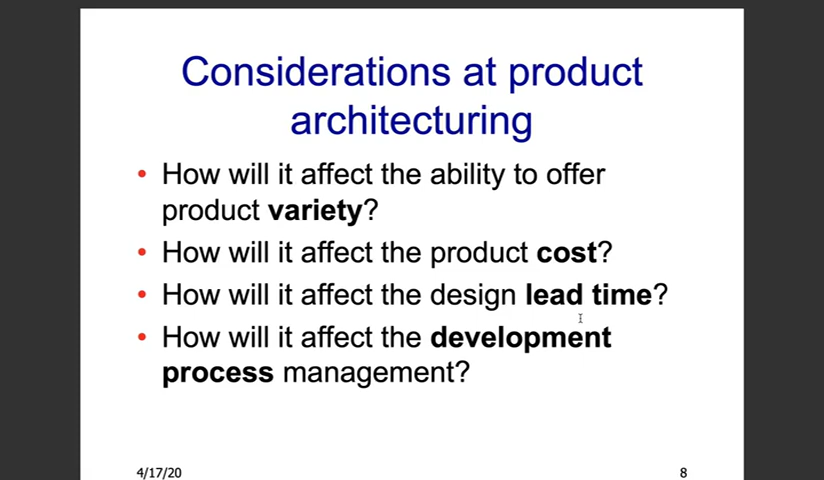 Considerations at product
architecturing
• How will it affect the ability to offer
product variety?
• How will it affect the product cost?
• How will it affect the design lead time?
• How will it affect the development
process management?
4/17/20
8